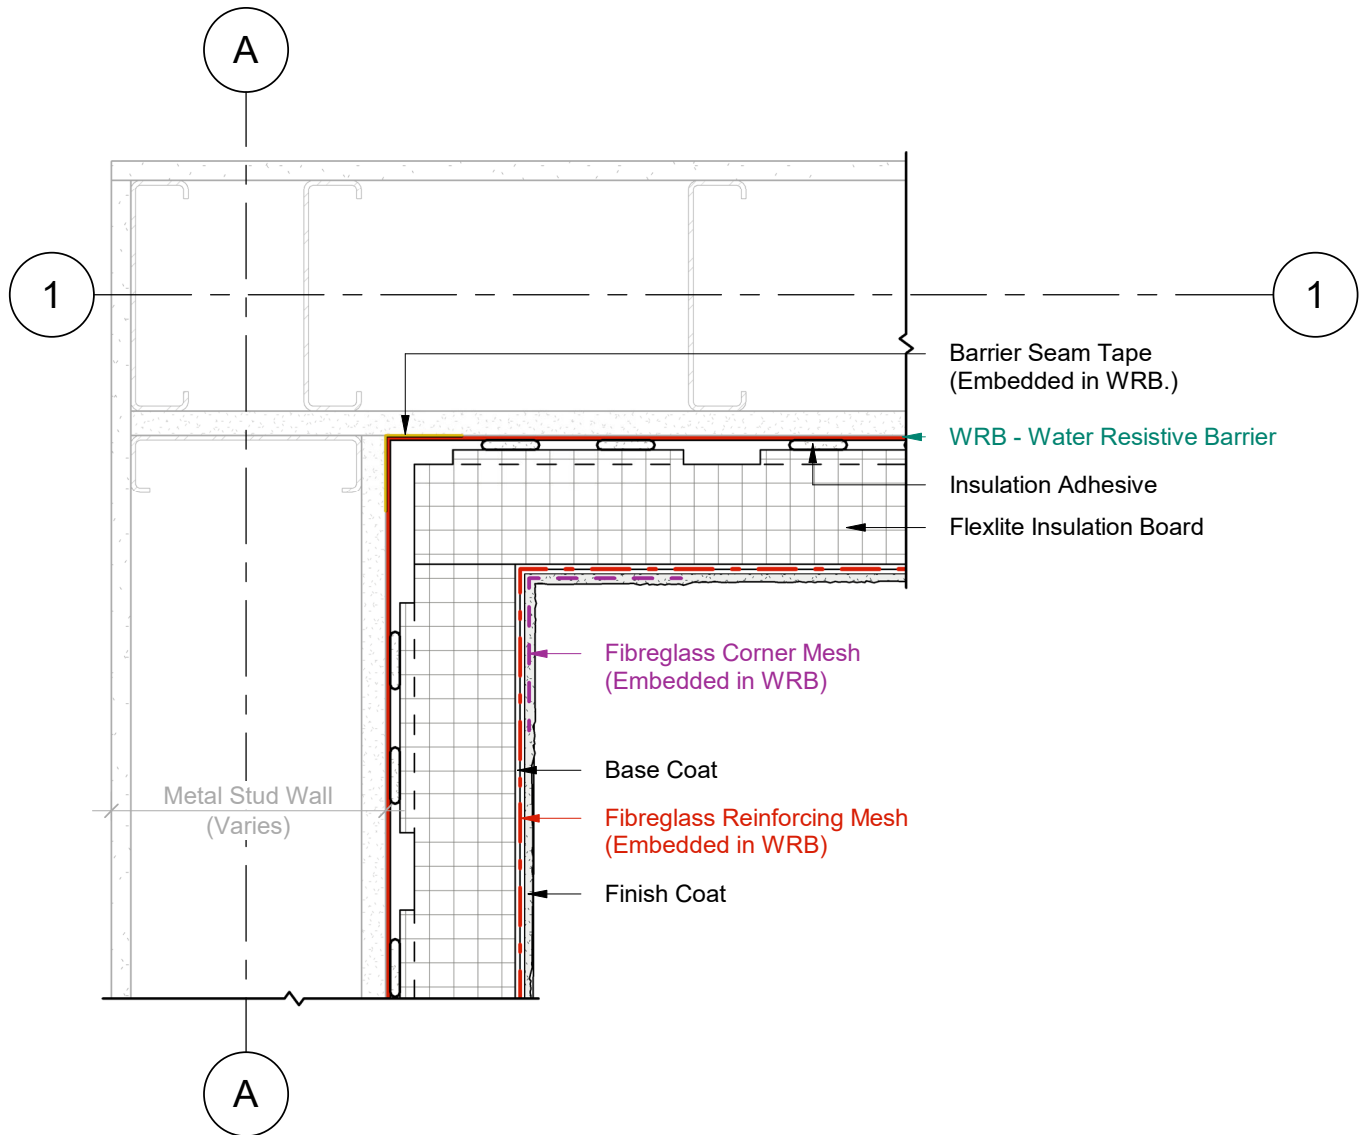 A
1
1
Barrier Seam Tape
(Embedded in WRB.)
WRB - Water Resistive Barrier
Insulation Adhesive
Flexlite Insulation Board
Fibreglass Corner Mesh
(Embedded in WRB)
Base Coat
Metal Stud Wall
(Varies)
Fibreglass Reinforcing Mesh
(Embedded in WRB)
Finish Coat
A